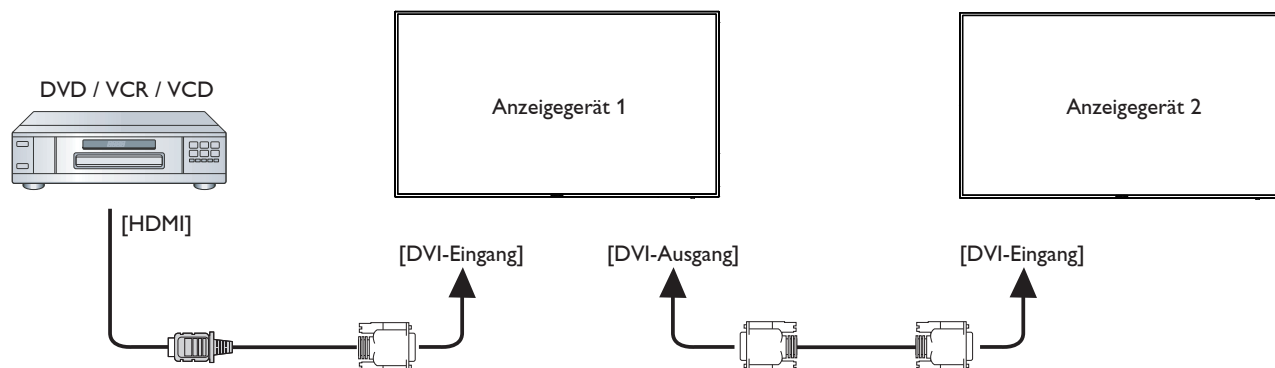 DVD / VCR / VCD
Anzeigegerät 1
Anzeigegerät 2
[HDMI]
[DVI-Eingang]
[DVI-Ausgang]
[DVI-Eingang]